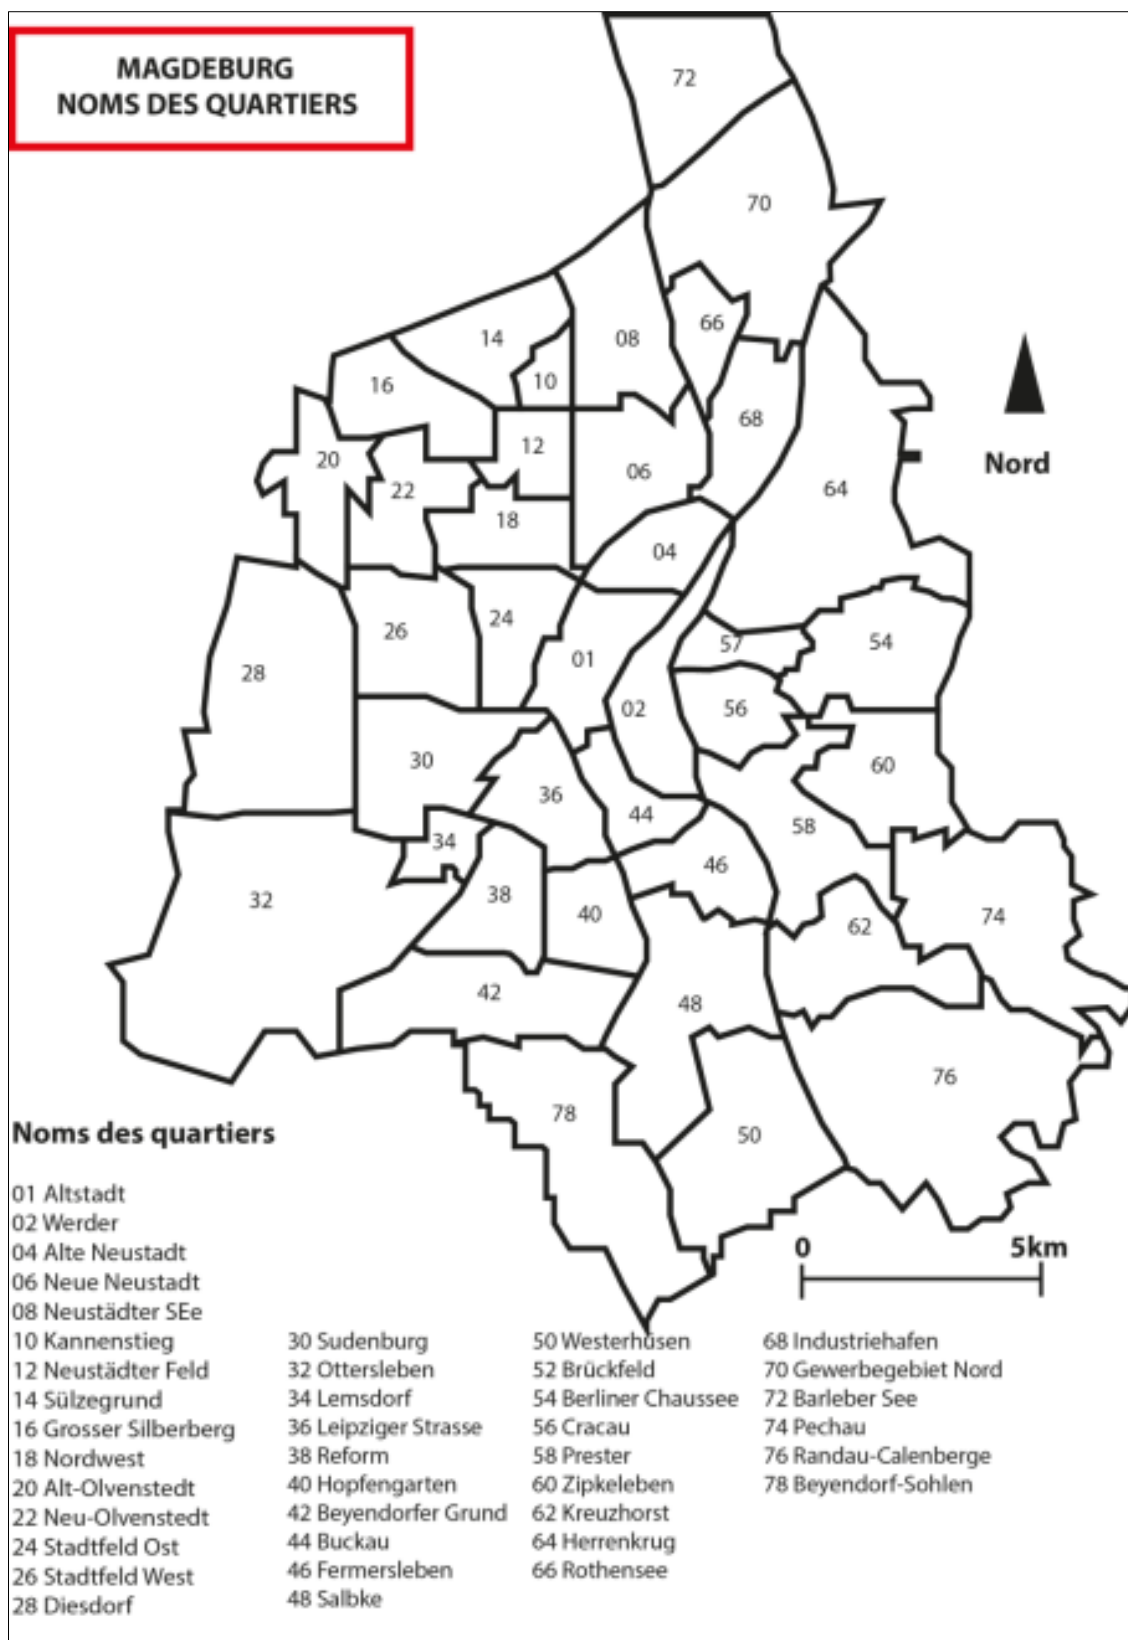 MAGDEBURG
NOMS DES QUARTIERS
72
70
66
14
08
10
16
68
12
20
06
64
22
18
04
24
26
57
54
01
28
02
56
30
60
36
44
58
34
46
38
32
40
74
62
42
48
76
78
50
Nord
0 5km
Noms des quartiers
01 Altstadt
02 Werder
04 Alte Neustadt
06 Neue Neustadt
08 Neustädter SEe
10 Kannenstieg
12 Neustädter Feld
14 Sülzegrund
16 Grosser Silberberg
18 Nordwest
20 Alt-Olvenstedt
22 Neu-Olvenstedt
24 Stadtfeld Ost
26 Stadtfeld West
28 Diesdorf
30 Sudenburg
32 Ottersleben
34 Lemsdorf
36 Leipziger Strasse
38 Reform
40 Hopfengarten
42 Beyendorfer Grund
44 Buckau
46 Fermersleben
48 Salbke
50 Westerhüsen
52 Brückfeld
54 Berliner Chaussee
56 Cracau
58 Prester
60 Zipkeleben
62 Kreuzhorst
64 Herrenkrug
66 Rothensee
68 Industriehafen
70 Gewerbegebiet Nord
72 Barleber See
74 Pechau
76 Randau-Calenberge
78 Beyendorf-Sohlen